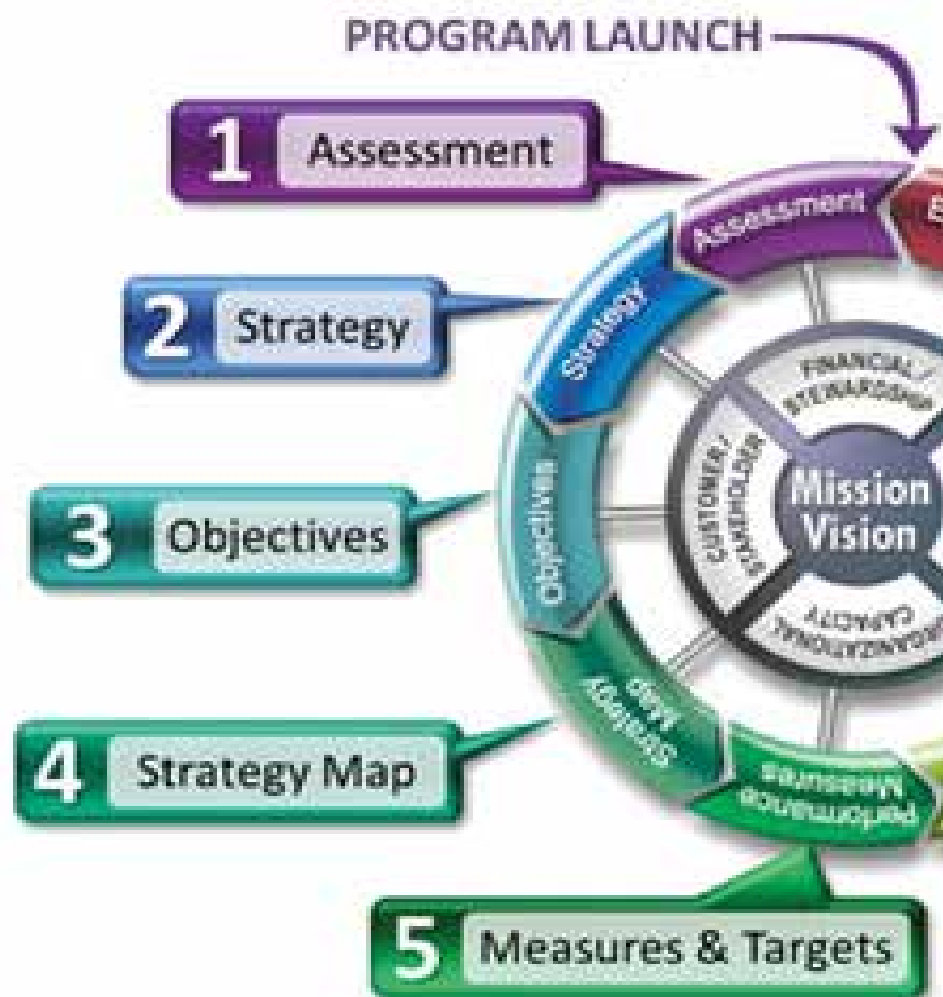 PROGRAM LAUNCH
1 Assessment
Assessment
2 Strategy
Strategy
3 Objectives
Objectives
4 Strategy Map
Strategy
Map
Performance
Measures
5 Measures & Targets
FINANCIAL/
STEWARDSHIP
CUSTOMER/
STAKEHOLDER
Mission
Vision
ORGANIZATIONAL
CAPACITY